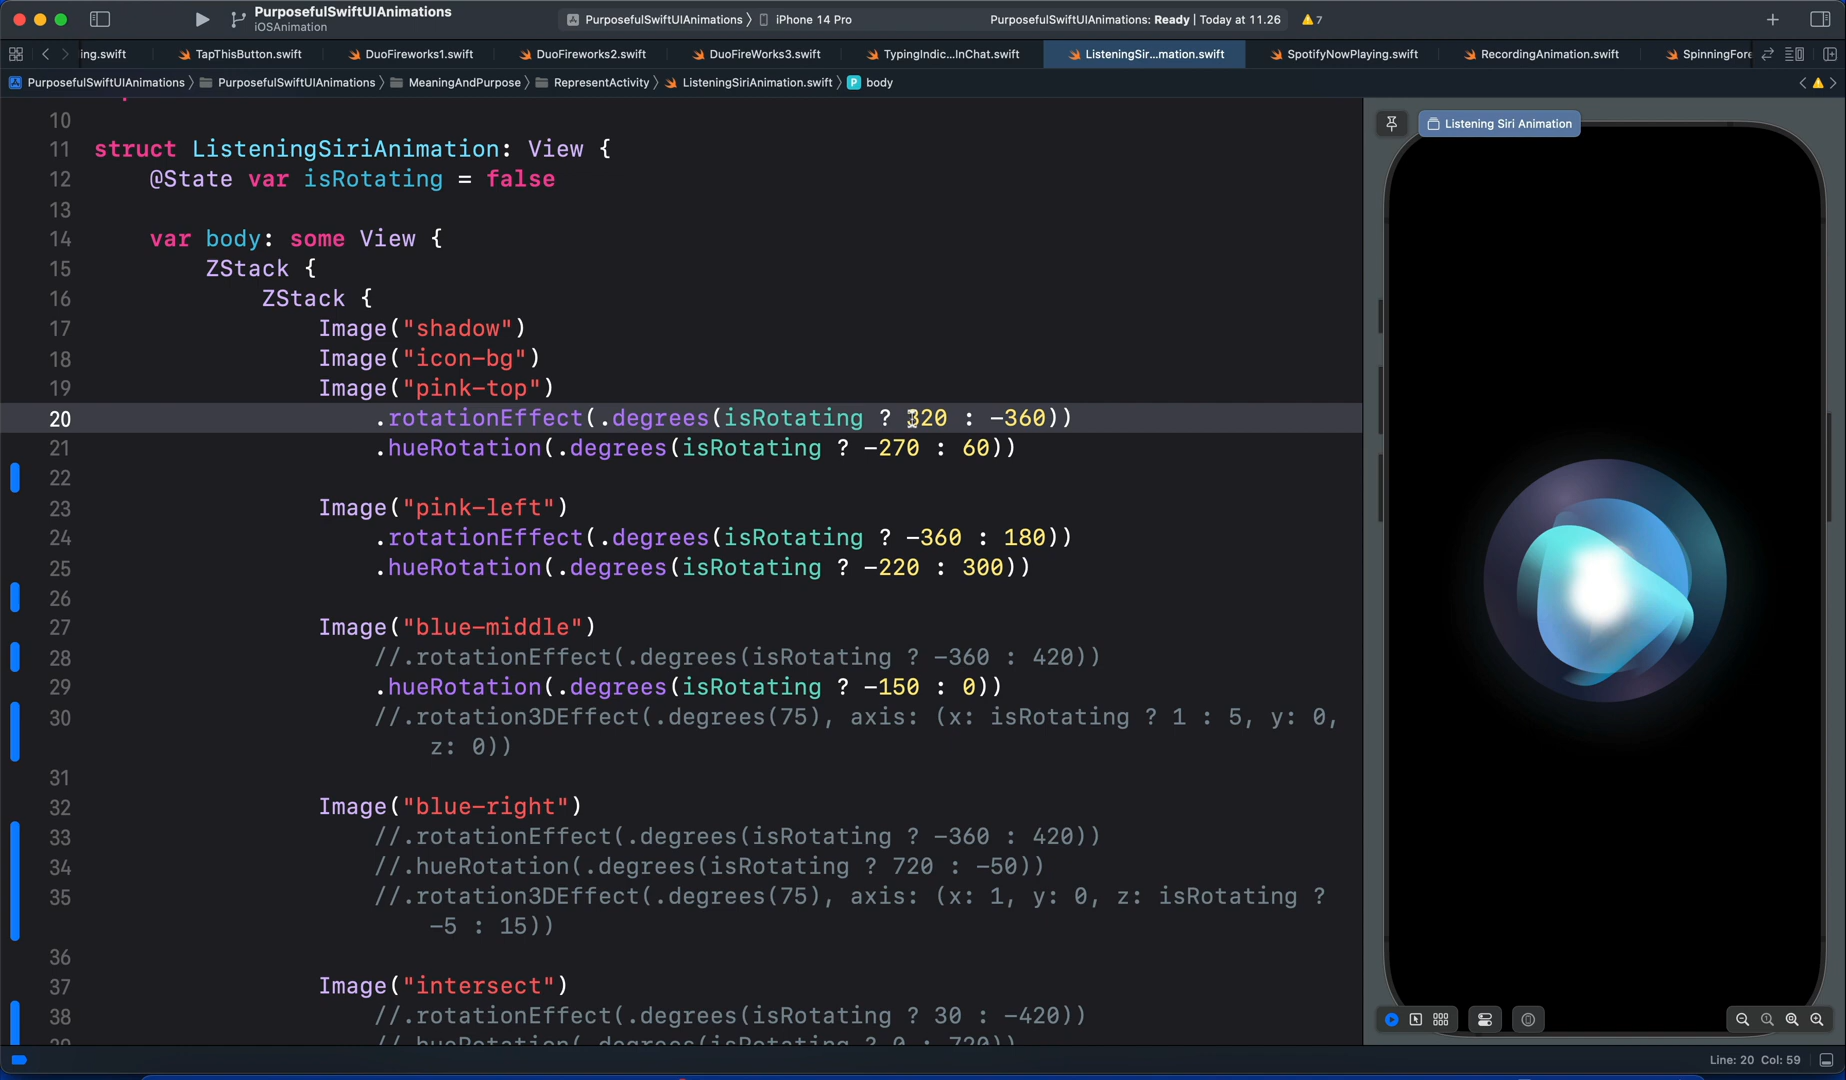 PurposefulSwiftUIAnimations
iOSAnimation
PurposefulSwiftUIAnimations 〉 iPhone 14 Pro
PurposefulSwiftUIAnimations: Ready | Today at 11.26
7
ing.swift
TapThisButton.swift
DuoFireworks1.swift
DuoFireworks2.swift
DuoFireWorks3.swift
TypingIndic...InChat.swift
ListeningSir...mation.swift
SpotifyNowPlaying.swift
RecordingAnimation.swift
SpinningFore
PurposefulSwiftUIAnimations 〉 PurposefulSwiftUIAnimations 〉 MeaningAndPurpose 〉 RepresentActivity 〉 ListeningSiriAnimation.swift 〉 P body
10
11 struct ListeningSiriAnimation: View {
12 @State var isRotating = false
13
14 var body: some View {
15 ZStack {
16 ZStack {
17 Image("shadow")
18 Image("icon-bg")
19 Image("pink-top")
20 .rotationEffect(.degrees(isRotating ? 320 : -360))
21 .hueRotation(.degrees(isRotating ? -270 : 60))
22
23 Image("pink-left")
24 .rotationEffect(.degrees(isRotating ? -360 : 180))
25 .hueRotation(.degrees(isRotating ? -220 : 300))
26
27 Image("blue-middle")
28 //.rotationEffect(.degrees(isRotating ? -360 : 420))
29 .hueRotation(.degrees(isRotating ? -150 : 0))
30 //.rotation3DEffect(.degrees(75), axis: (x: isRotating ? 1 : 5, y: 0,
z: 0))
31
32 Image("blue-right")
33 //.rotationEffect(.degrees(isRotating ? -360 : 420))
34 //.hueRotation(.degrees(isRotating ? 720 : -50))
35 //.rotation3DEffect(.degrees(75), axis: (x: 1, y: 0, z: isRotating ?
-5 : 15))
36
37 Image("intersect")
38 //.rotationEffect(.degrees(isRotating ? 30 : -420))
39 //.hueRotation(.degrees(isRotating ? 0 : 720))
Listening Siri Animation
Line: 20 Col: 59